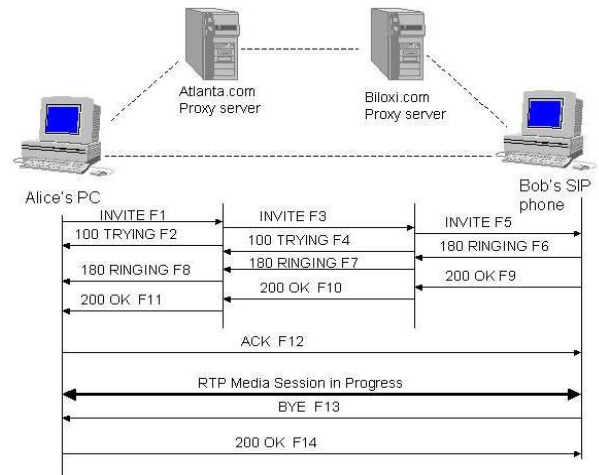 Atlanta.com
Proxy server
Biloxi.com
Proxy server
Alice's PC
Bob's SIP
phone
INVITE F1
INVITE F3
INVITE F5
100 TRYING F2
100 TRYING F4
180 RINGING F6
180 RINGING F8
180 RINGING F7
200 OK F9
200 OK F11
200 OK F10
ACK F12
RTP Media Session in Progress
BYE F13
200 OK F14